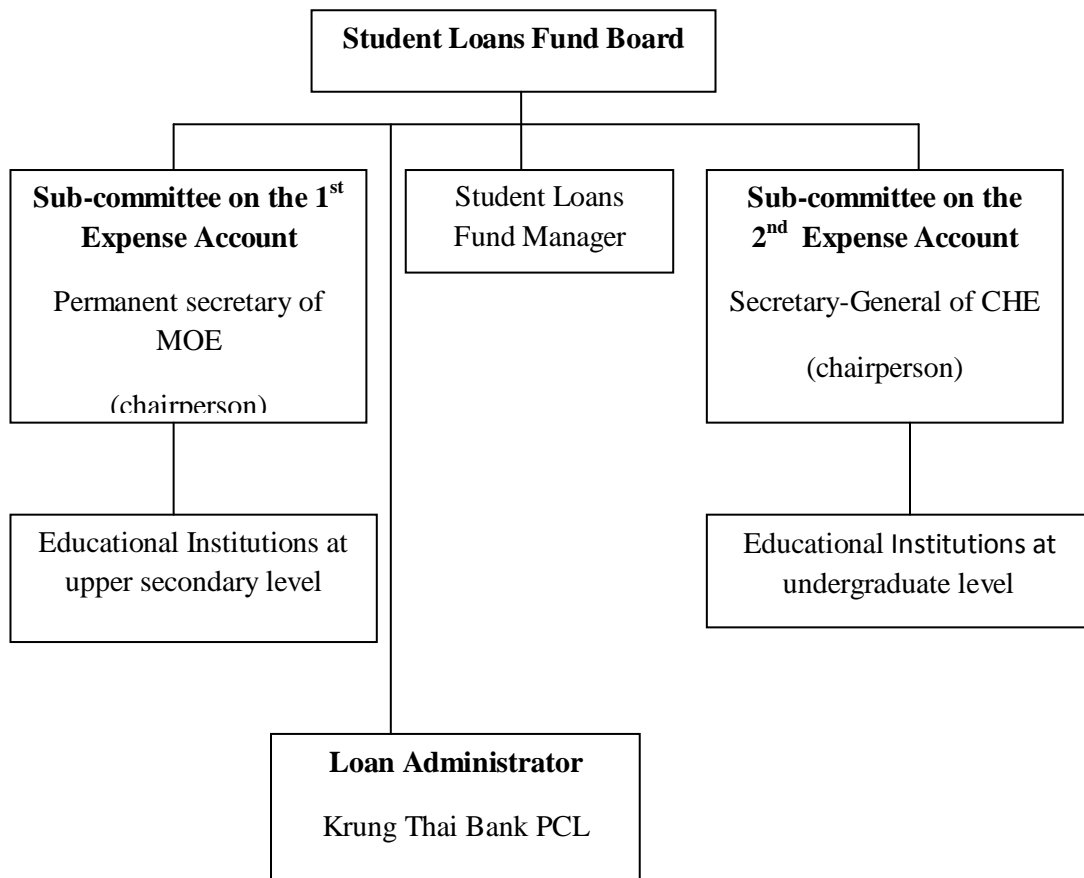 Student Loans Fund Board
Sub-committee on the 1st
Expense Account
Permanent secretary of
MOE
(chairperson)
Student Loans
Fund Manager
Sub-committee on the
2nd Expense Account
Secretary-General of CHE
(chairperson)
Educational Institutions at
upper secondary level
Educational Institutions at
undergraduate level
Loan Administrator
Krung Thai Bank PCL